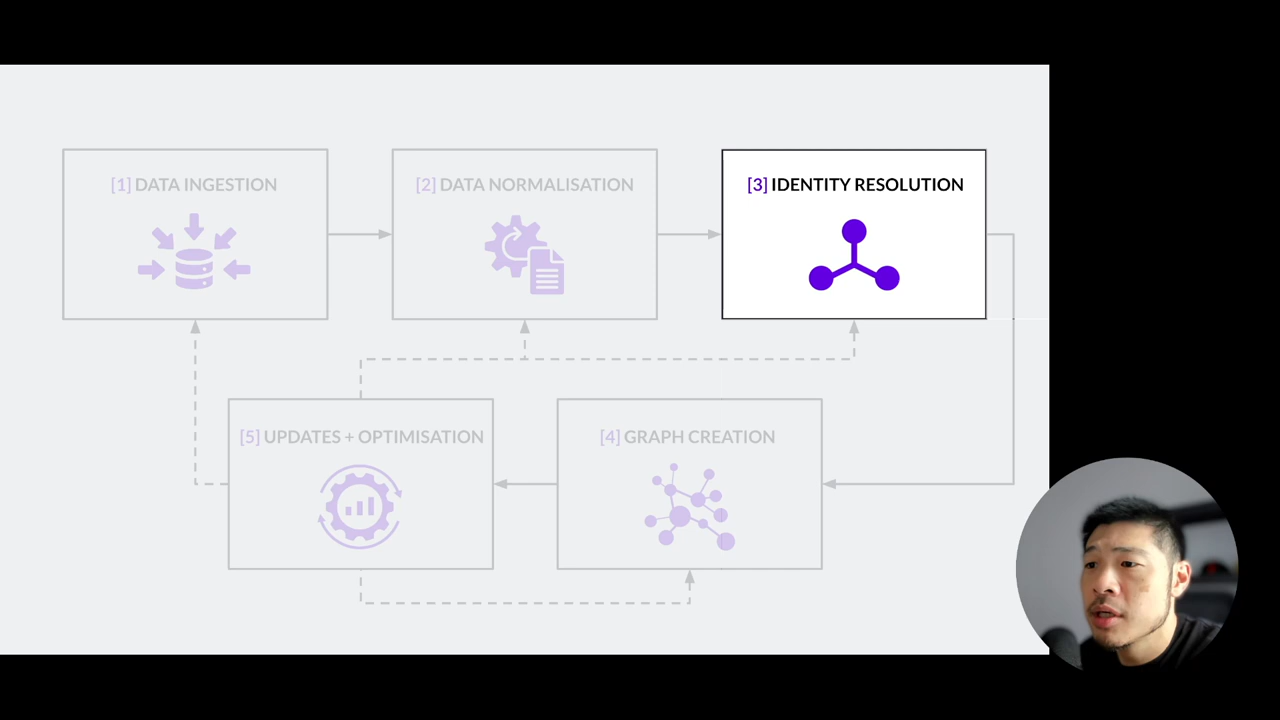 [1] DATA INGESTION
[2] DATA NORMALISATION
[3] IDENTITY RESOLUTION
[5] UPDATES + OPTIMISATION
[4] GRAPH CREATION